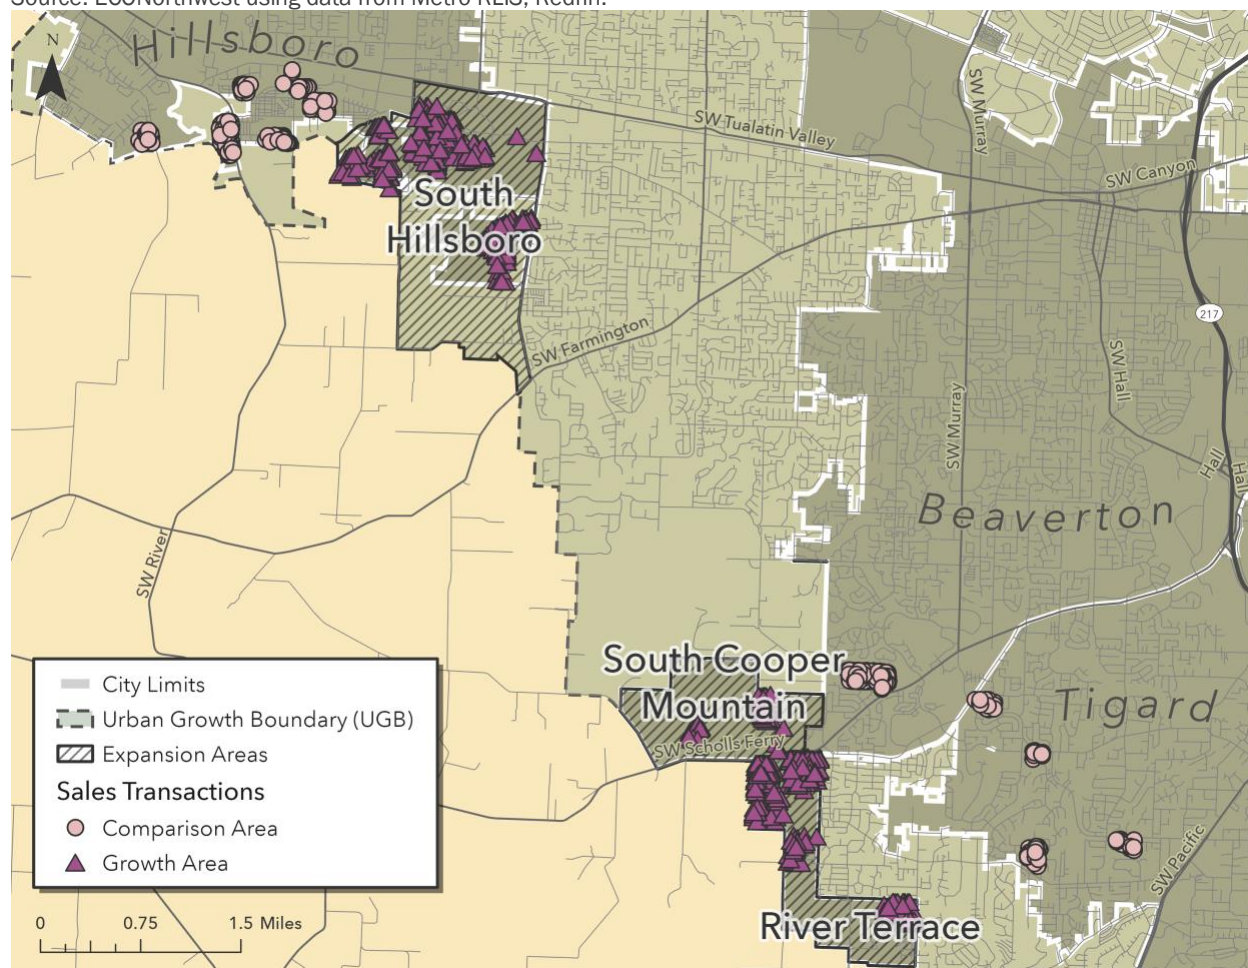 Source: ECONorthwest using data from Metro RLIS, Redfin.
Hillsboro
N
SW Tualatin Valley
SW Murray
SW Canyon
South
Hillsboro
217
SW Farmington
SW Hall
SW Murray
Hall
Hall
Beaverton
SW River
South Cooper
Mountain
Tigard
SW Scholls Ferry
City Limits
Urban Growth Boundary (UGB)
Expansion Areas
Sales Transactions
Comparison Area
Growth Area
SW Pacific
River Terrace
0 0.75 1.5 Miles